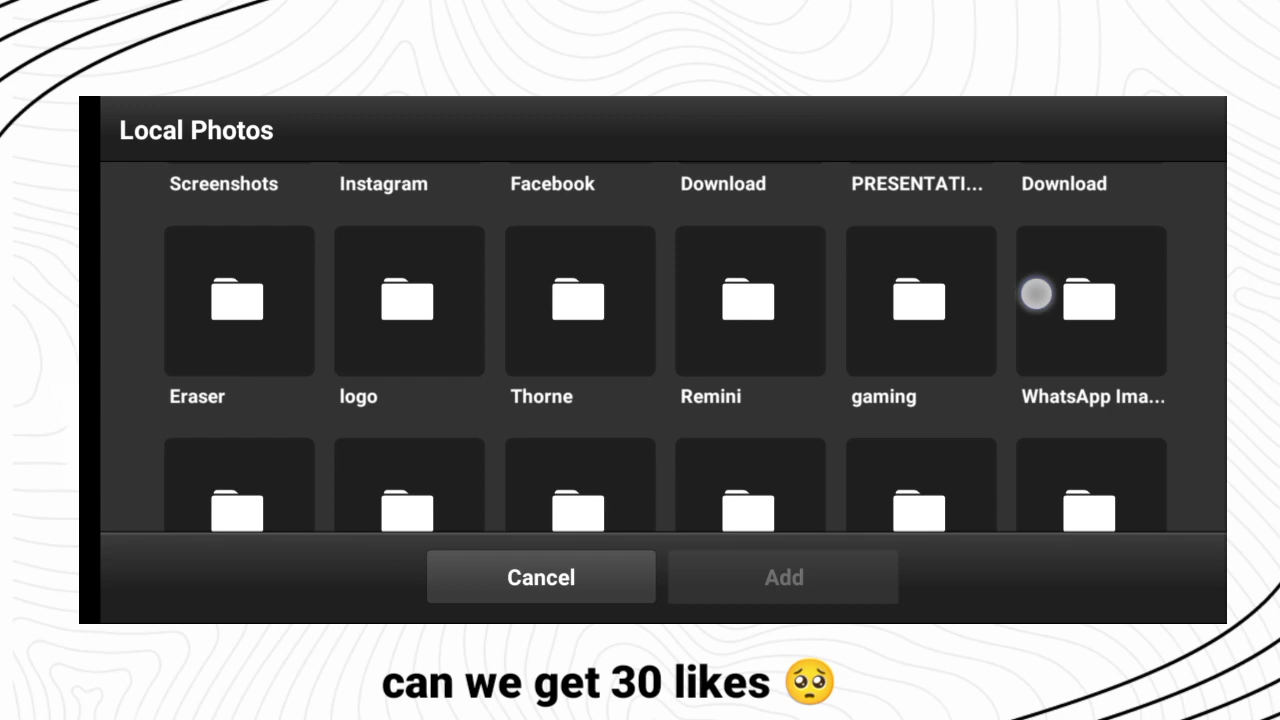 Local Photos
Screenshots Instagram Facebook Download PRESENTATI... Download
Eraser logo Thorne Remini gaming WhatsApp Ima...
Cancel Add
can we get 30 likes 🥺